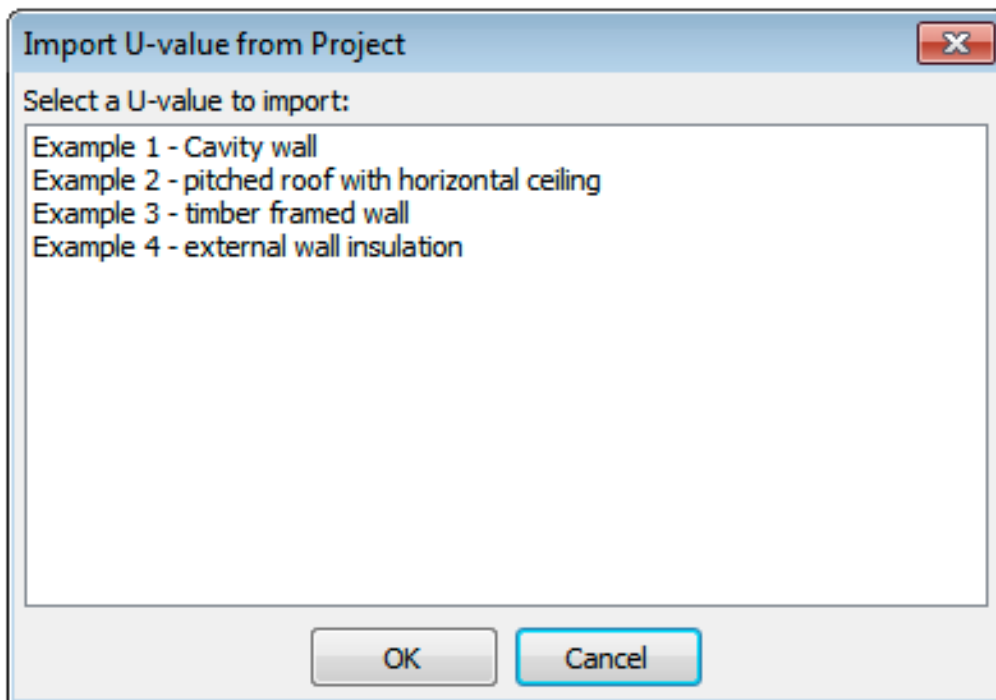 Import U-value from Project
Select a U-value to import:
Example 1 - Cavity wall
Example 2 - pitched roof with horizontal ceiling
Example 3 - timber framed wall
Example 4 - external wall insulation
OK
Cancel